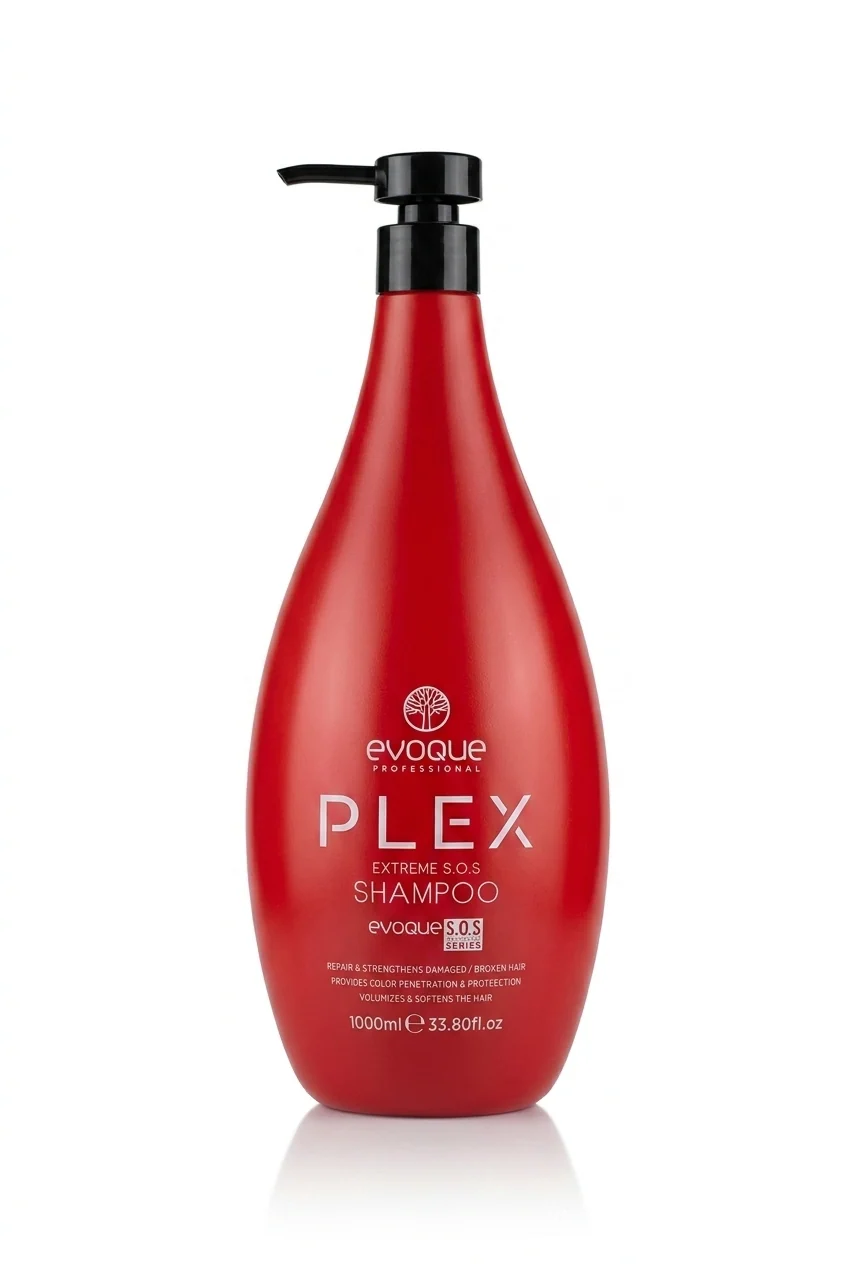 evoque
PROFESSIONAL
PLEX
EXTREME S.O.S
SHAMPOO
evoque S.O.S
SERIES
REPAIR & STRENGTHENS DAMAGED / BROXEN HAIR
PROVIDES COLOR PENETRATION & PROTEECTION
VOLUMIZES & SOFTENS THE HAIR
1000ml ℮ 33.80fl.oz